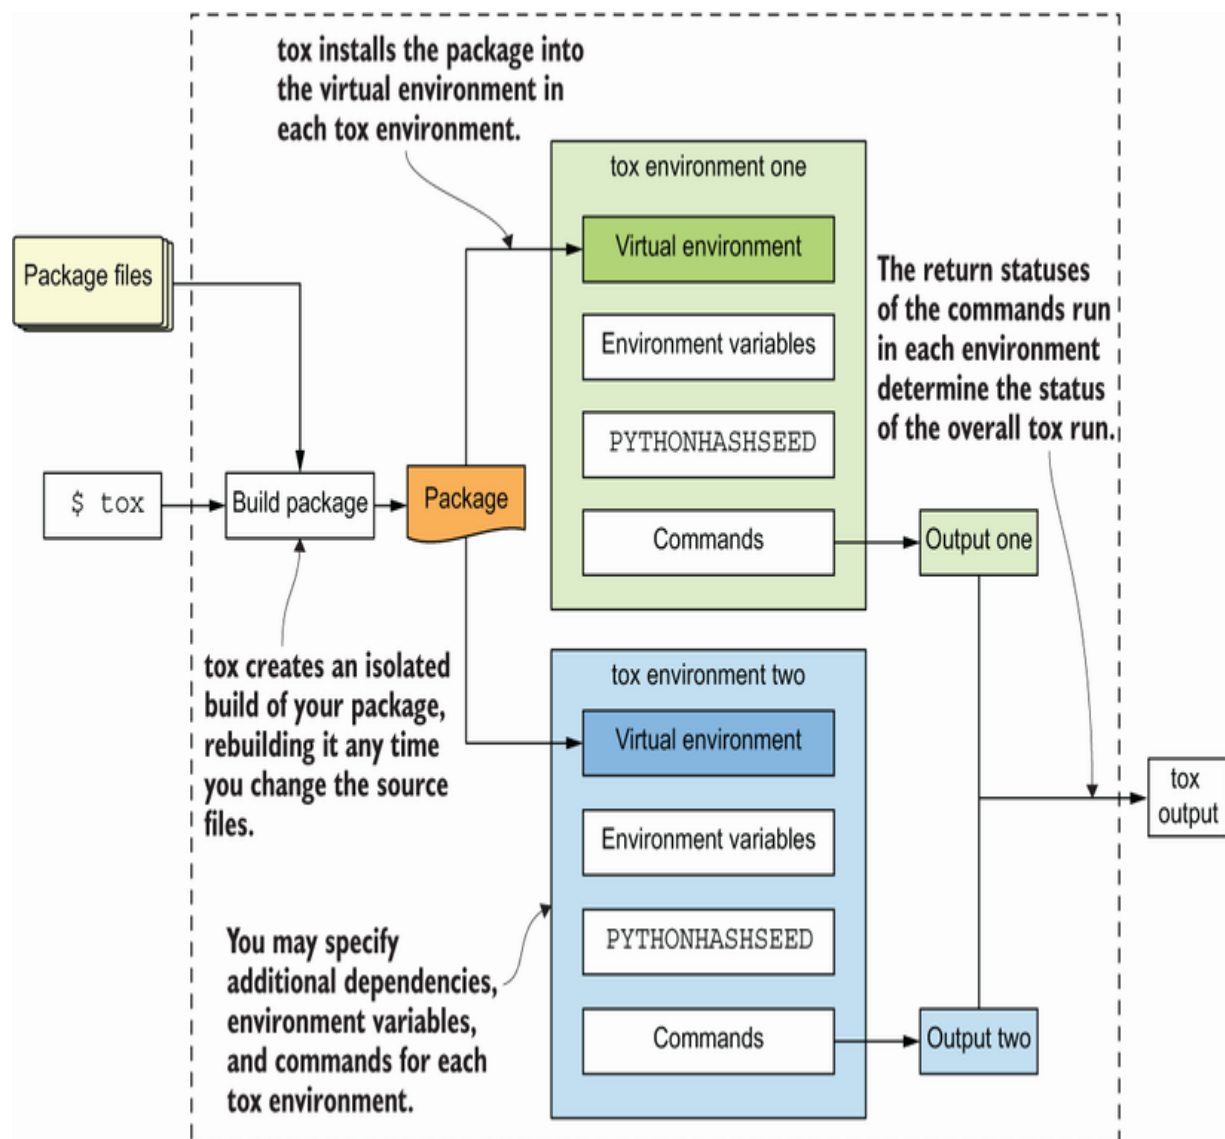 tox installs the package into
the virtual environment in
each tox environment.
tox environment one
Virtual environment
Package files
The return statuses
of the commands run
in each environment
determine the status
of the overall tox run.
Environment variables
PYTHONHASHSEED
$ tox
Build package
Package
Commands
Output one
tox creates an isolated
build of your package,
rebuilding it any time
you change the source
files.
tox environment two
Virtual environment
tox
output
Environment variables
PYTHONHASHSEED
You may specify
additional dependencies,
environment variables,
and commands for each
tox environment.
Commands
Output two